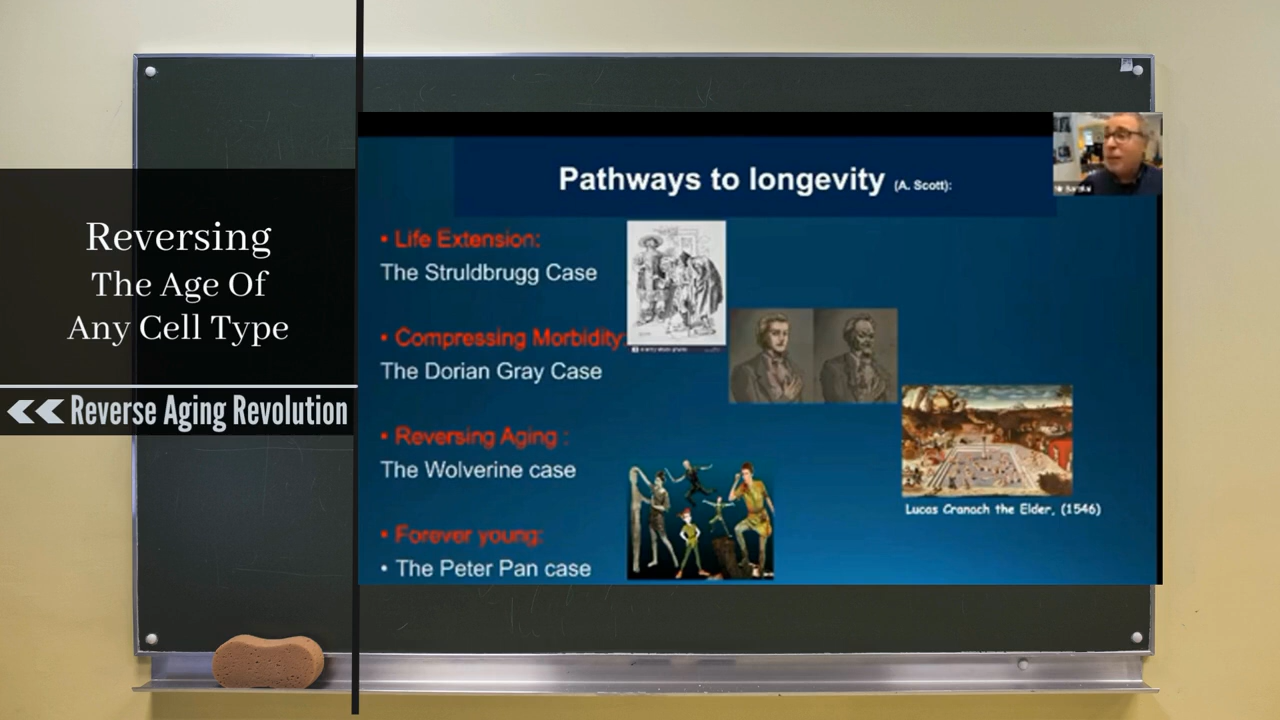 Reversing
The Age Of
Any Cell Type
Reverse Aging Revolution
Pathways to longevity (A. Scott):
• Life Extension:
The Struldbrugg Case
• Compressing Morbidity:
The Dorian Gray Case
• Reversing Aging :
The Wolverine case
Lucas Cranach the Elder, (1546)
• Forever young:
• The Peter Pan case